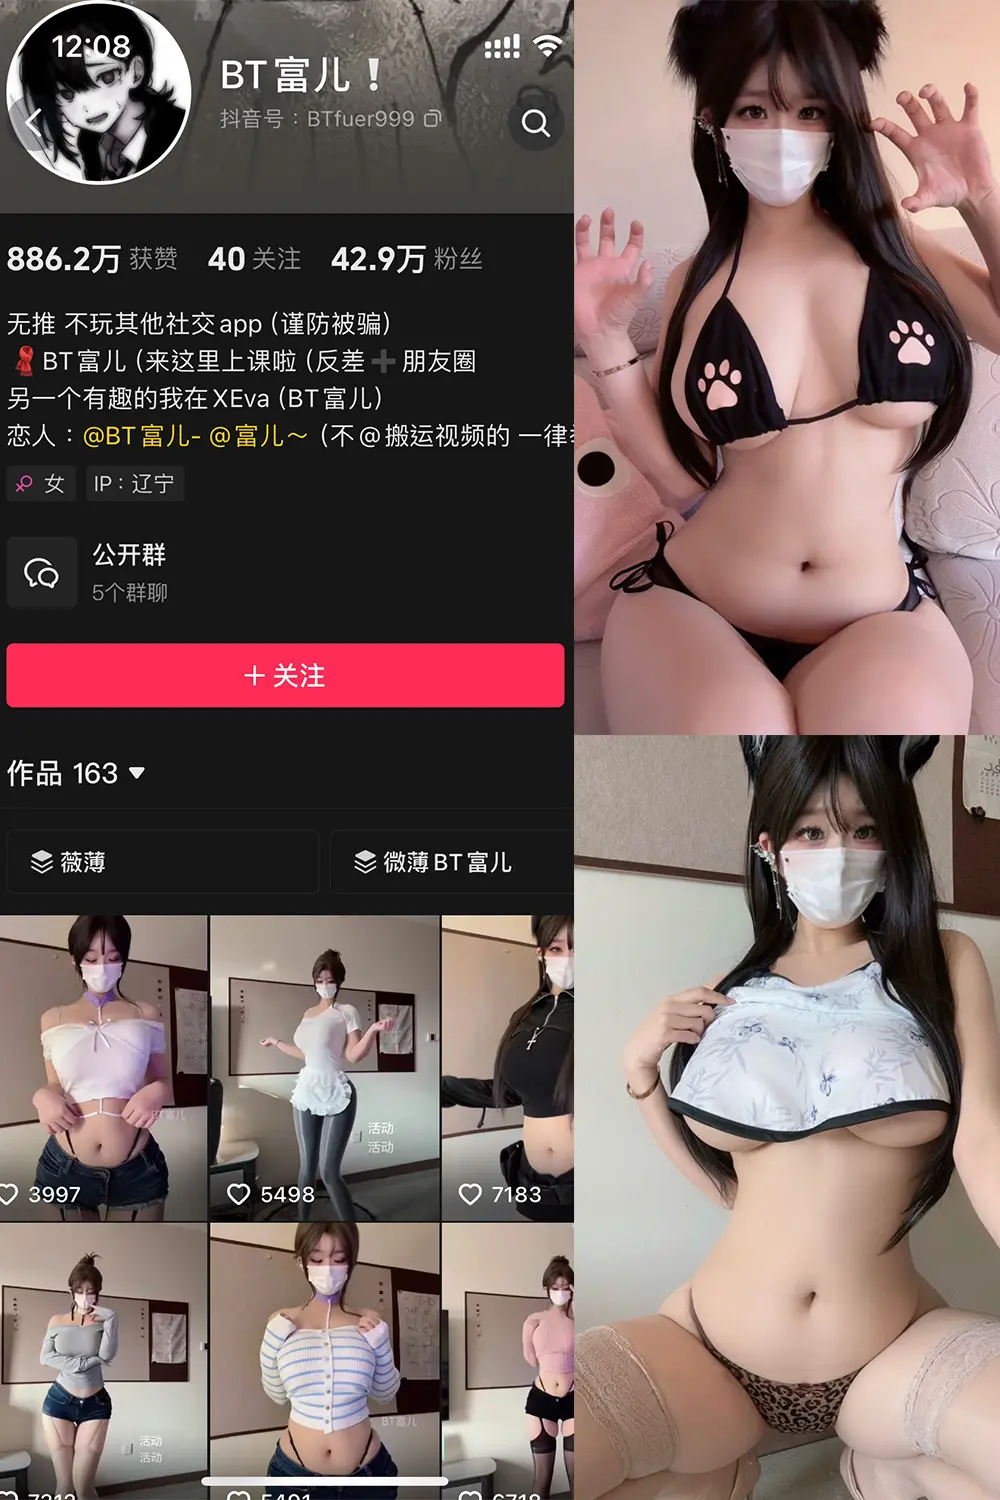 12:08
BT富儿！
抖音号：BTfuer999
886.2万 获赞 40 关注 42.9万 粉丝
无推 不玩其他社交app（谨防被骗）
BT富儿（来这里上课啦（反差➕朋友圈
另一个有趣的我在XEva（BT富儿）
恋人：@BT富儿- @富儿～（不@搬运视频的 一律
女 IP：辽宁
公开群
5个群聊
＋关注
作品 163
薇薄 微薄BT富儿
BT富儿
活动
活动
3997 5498 7183
活动
活动
BT富儿
5491 6718